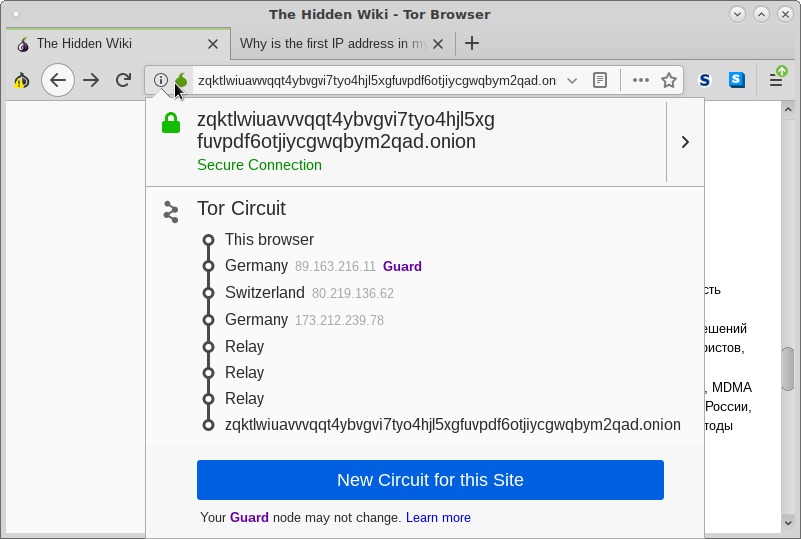 The Hidden Wiki - Tor Browser
The Hidden Wiki
Why is the first IP address in my
zqktlwiuavvvqqt4ybvgvi7tyo4hjl5xgfuvpdf6otjiycgwqbym2qad.on
S
S
zqktlwiuavvvqqt4ybvgvi7tyo4hjl5xg
fuvpdf6otjiycgwqbym2qad.onion
Secure Connection
Tor Circuit
This browser
Germany 89.163.216.11 Guard
Switzerland 80.219.136.62
сть
Germany 173.212.239.78
ешений
Relay
ристов,
Relay
, MDMA
Relay
России,
zqktlwiuavvvqqt4ybvgvi7tyo4hjl5xgfuvpdf6otjiycgwqbym2qad.onion
тоды
New Circuit for this Site
Your Guard node may not change. Learn more